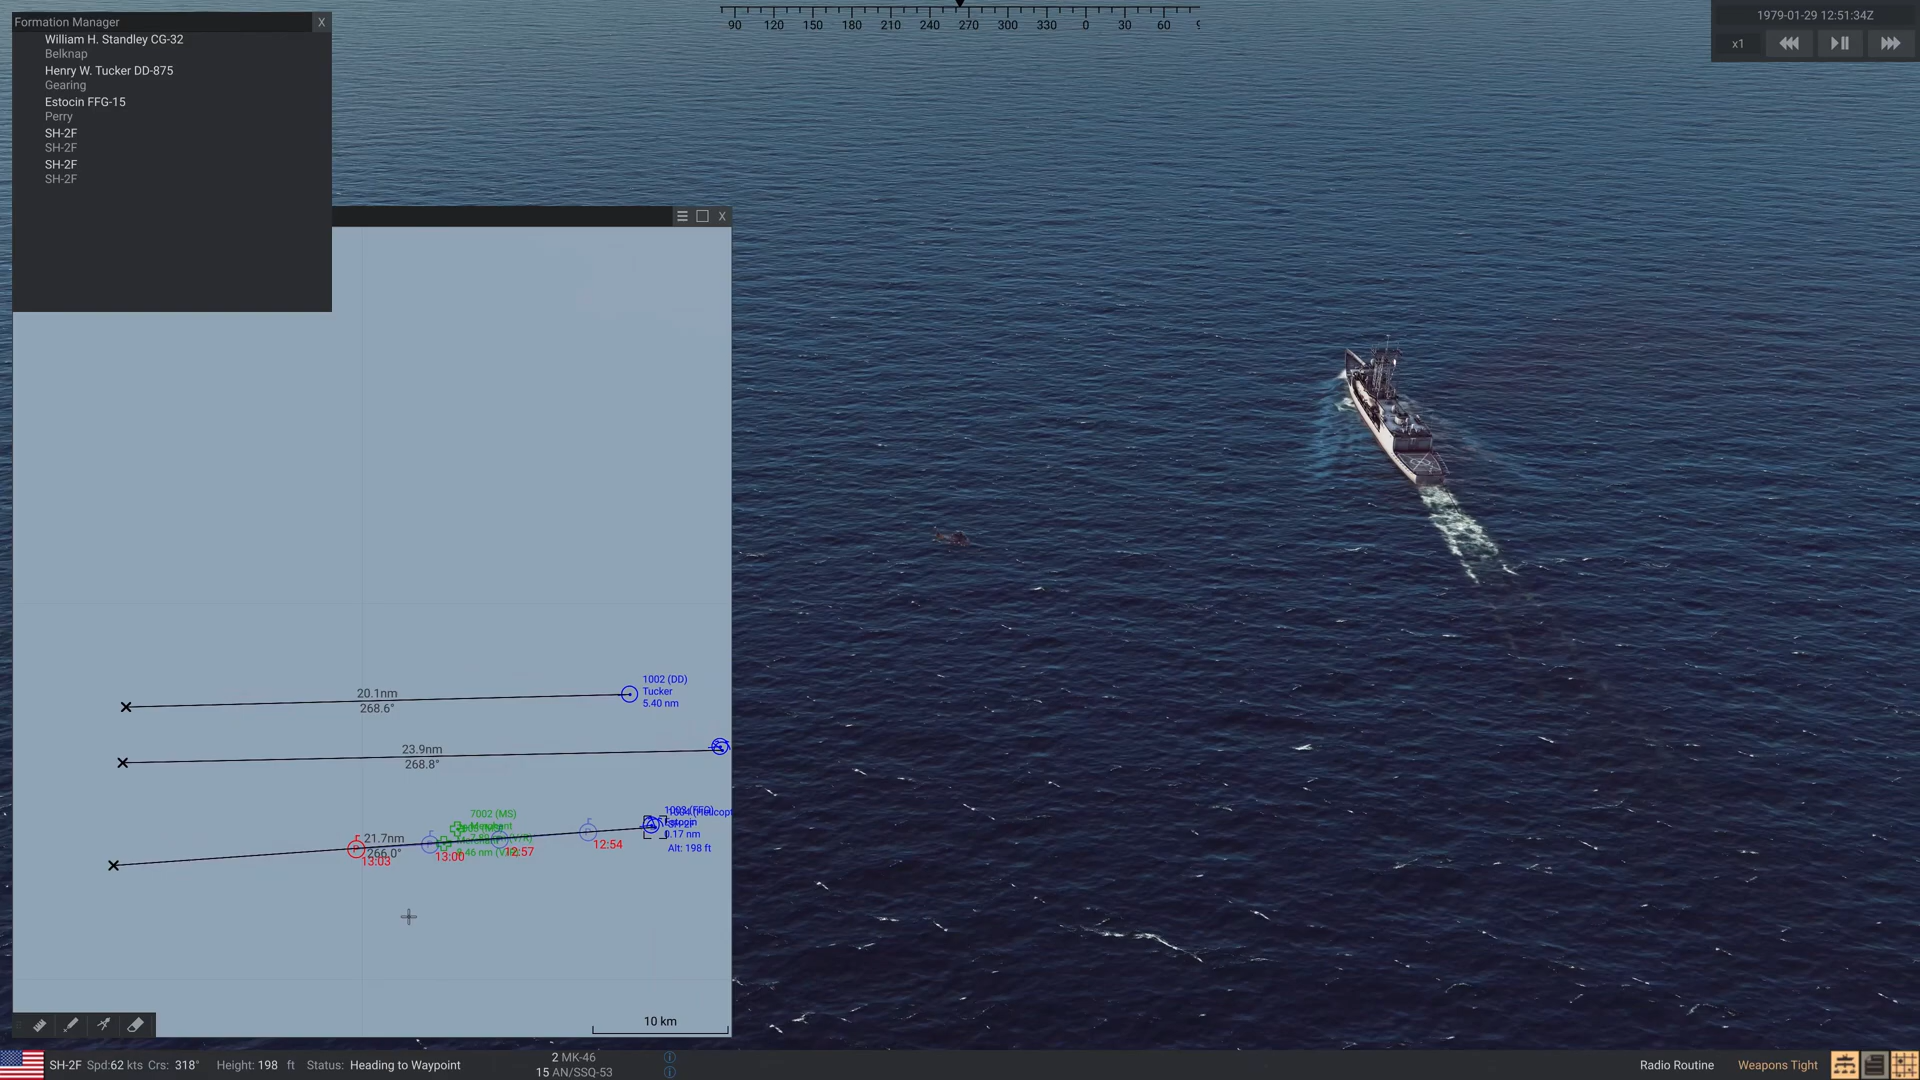 Formation Manager X
William H. Standley CG-32
Belknap
Henry W. Tucker DD-875
Gearing
Estocin FFG-15
Perry
SH-2F
SH-2F
SH-2F
SH-2F
90 120 150 180 210 240 270 300 330 0 30 60
1979-01-29 12:51:34Z
x1
X
1002 (DD)
Tucker
5.40 nm
20.1nm
268.6°
23.9nm
268.8°
7002 (MS)
Merchant
21.7nm
266.0°
13:03
13:00
12:57
12:54
1003 (FFG)
Estocin
0.17 nm
Alt: 198 ft
10 km
SH-2F Spd:62 kts Crs: 318° Height: 198 ft Status: Heading to Waypoint
2 MK-46
15 AN/SSQ-53
Radio Routine
Weapons Tight